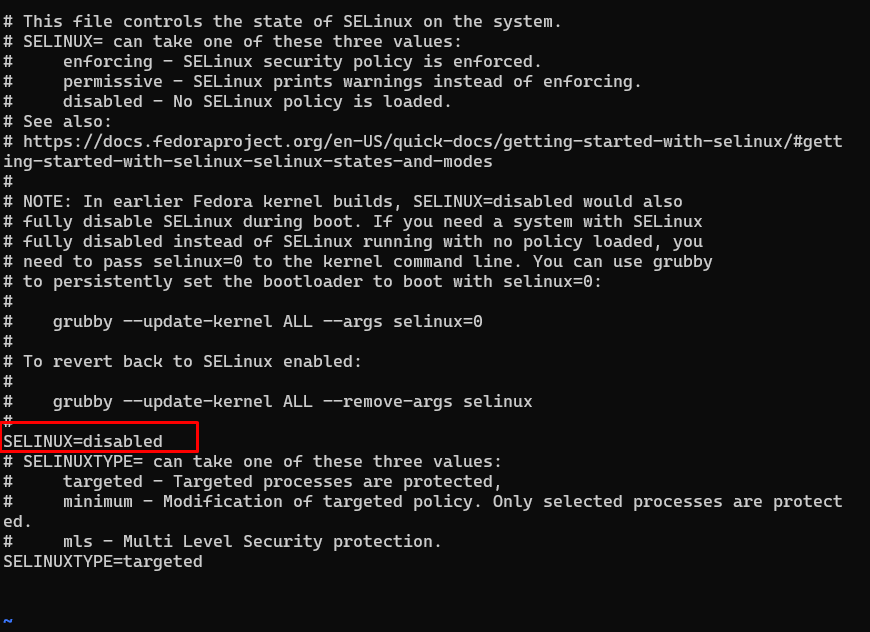 # This file controls the state of SELinux on the system.
# SELINUX= can take one of these three values:
#     enforcing - SELinux security policy is enforced.
#     permissive - SELinux prints warnings instead of enforcing.
#     disabled - No SELinux policy is loaded.
# See also:
# https://docs.fedoraproject.org/en-US/quick-docs/getting-started-with-selinux/#gett
ing-started-with-selinux-selinux-states-and-modes
#
# NOTE: In earlier Fedora kernel builds, SELINUX=disabled would also
# fully disable SELinux during boot. If you need a system with SELinux
# fully disabled instead of SELinux running with no policy loaded, you
# need to pass selinux=0 to the kernel command line. You can use grubby
# to persistently set the bootloader to boot with selinux=0:
#
#    grubby --update-kernel ALL --args selinux=0
#
# To revert back to SELinux enabled:
#
#    grubby --update-kernel ALL --remove-args selinux
#
SELINUX=disabled
# SELINUXTYPE= can take one of these three values:
#     targeted - Targeted processes are protected,
#     minimum - Modification of targeted policy. Only selected processes are protect
ed.
#     mls - Multi Level Security protection.
SELINUXTYPE=targeted
~